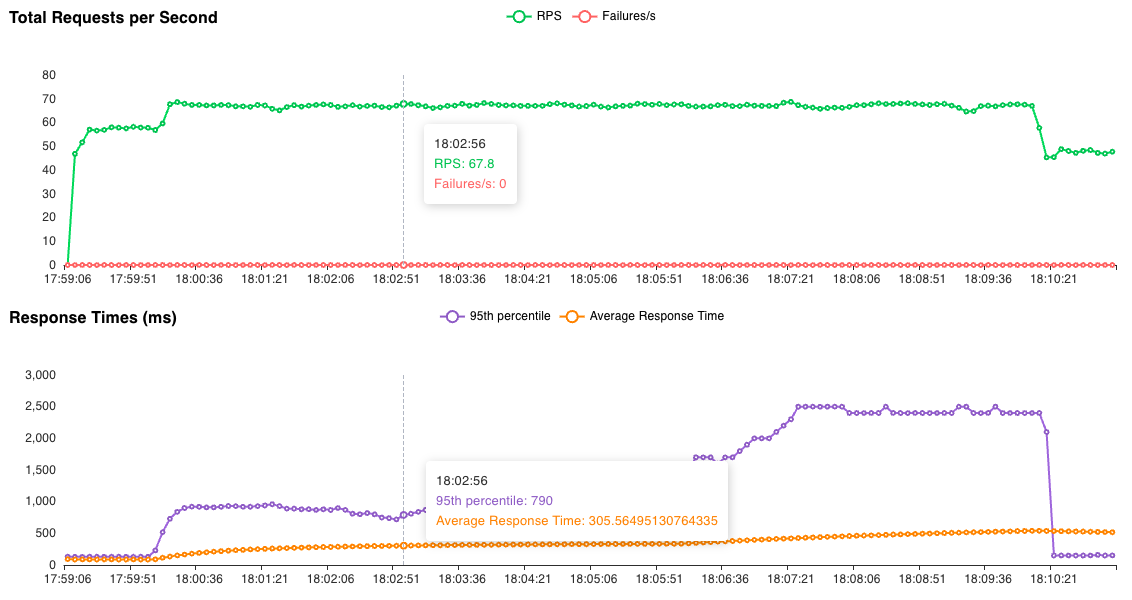 Total Requests per Second
RPS Failures/s
80
70
60
50
40
30
20
10
0
18:02:56
RPS: 67.8
Failures/s: 0
17:59:06 17:59:51 18:00:36 18:01:21 18:02:06 18:02:51 18:03:36 18:04:21 18:05:06 18:05:51 18:06:36 18:07:21 18:08:06 18:08:51 18:09:36 18:10:21
Response Times (ms)
95th percentile Average Response Time
3,000
2,500
2,000
1,500
1,000
500
0
18:02:56
95th percentile: 790
Average Response Time: 305.56495130764335
17:59:06 17:59:51 18:00:36 18:01:21 18:02:06 18:02:51 18:03:36 18:04:21 18:05:06 18:05:51 18:06:36 18:07:21 18:08:06 18:08:51 18:09:36 18:10:21